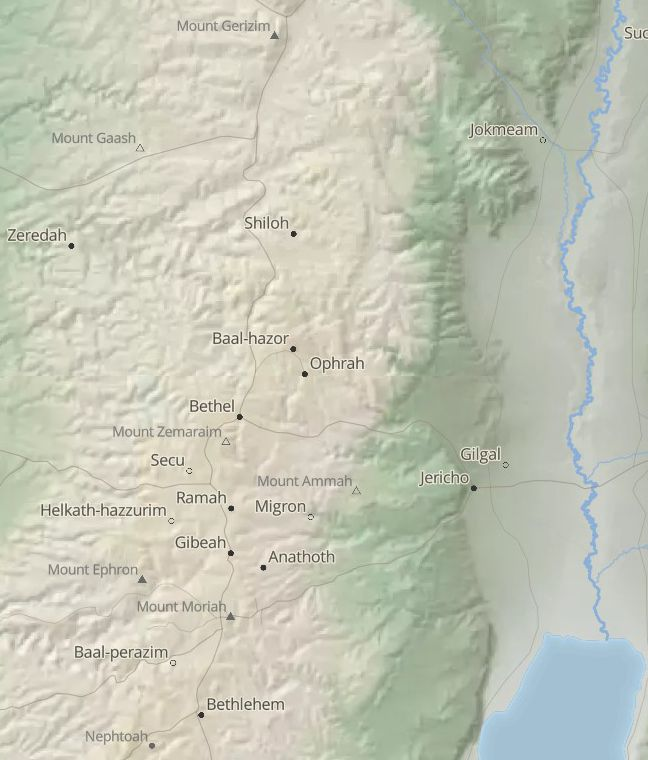 Mount Gerizim
Suc
Jokmeam
Mount Gaash
Shiloh
Zeredah
Baal-hazor
Ophrah
Bethel
Mount Zemaraim
Secu
Gilgal
Jericho
Mount Ammah
Ramah
Migron
Helkath-hazzurim
Gibeah
Anathoth
Mount Ephron
Mount Moriah
Baal-perazim
Bethlehem
Nephtoah